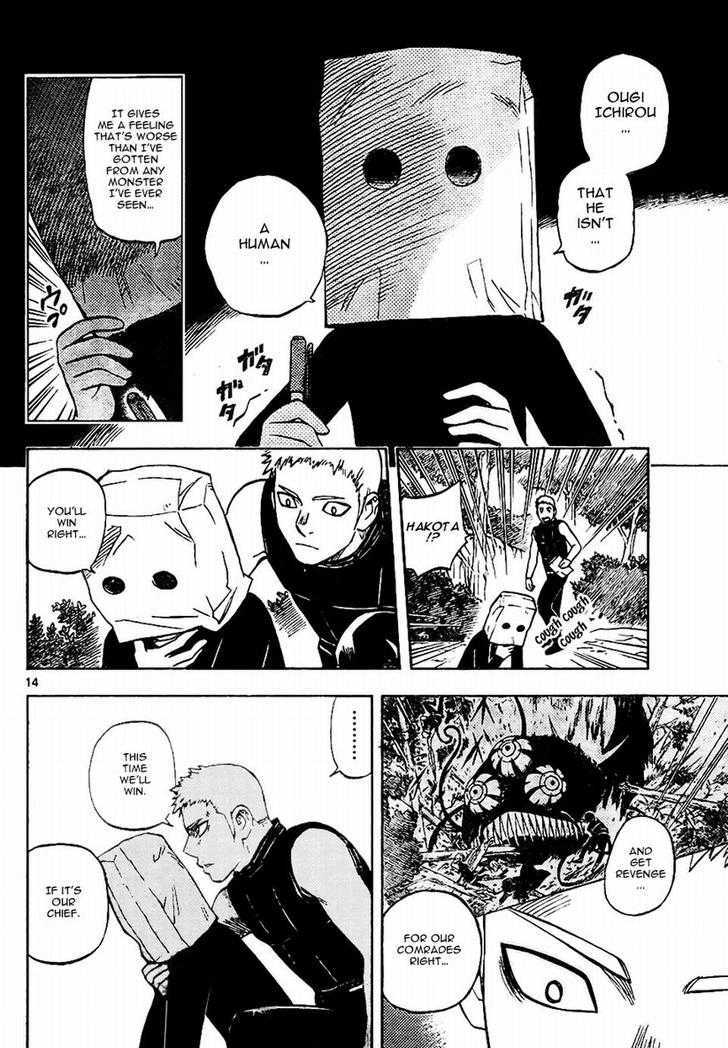 OUGI
ICHIROU
...
THAT
HE
ISN'T
...
A
HUMAN
...
IT GIVES
ME A FEELING
THAT'S WORSE
THAN I'VE
GOTTEN
FROM ANY
MONSTER
I'VE EVER
SEEN...
ガタ
ガタ
ガタ
ウプ
HAKOTA
!?
cough cough
cough
YOU'LL
WIN
RIGHT...
14
AND
GET
REVENGE
...
FOR OUR
COMRADES
RIGHT...
........
THIS
TIME
WE'LL
WIN.
IF IT'S
OUR
CHIEF.